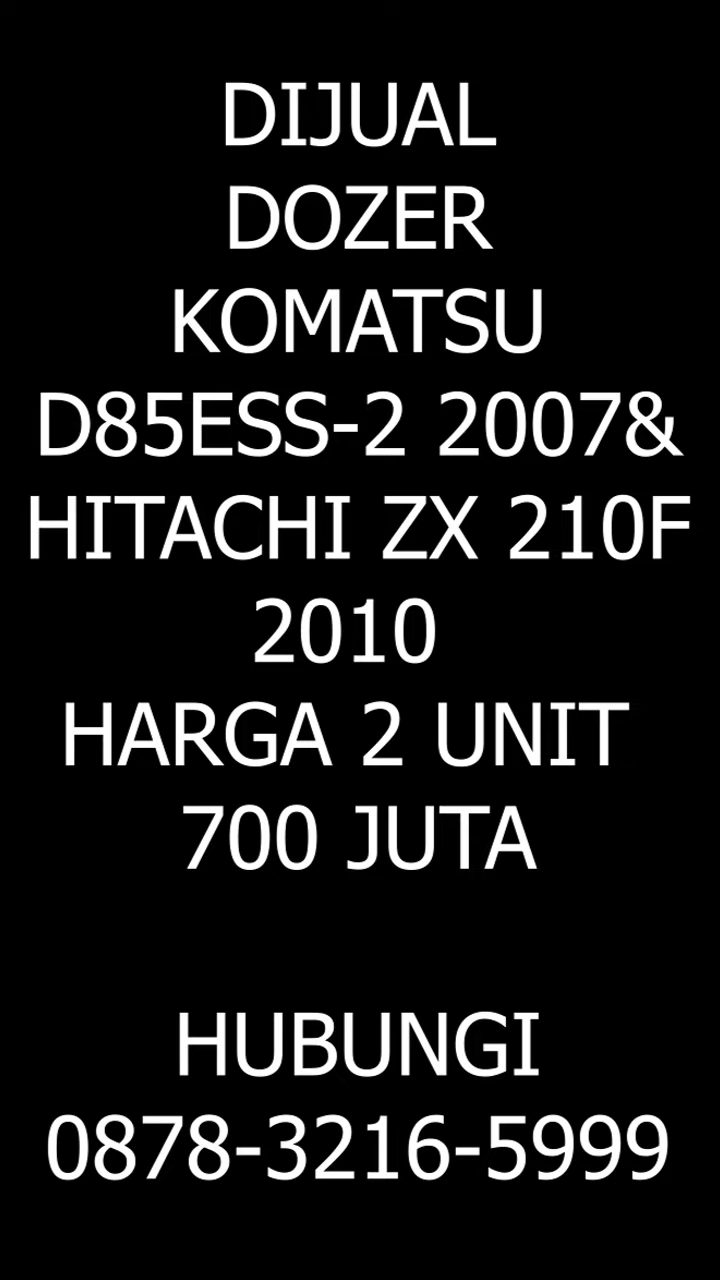 DIJUAL
DOZER
KOMATSU
D85ESS-2 2007&
HITACHI ZX 210F
2010
HARGA 2 UNIT
700 JUTA
HUBUNGI
0878-3216-5999